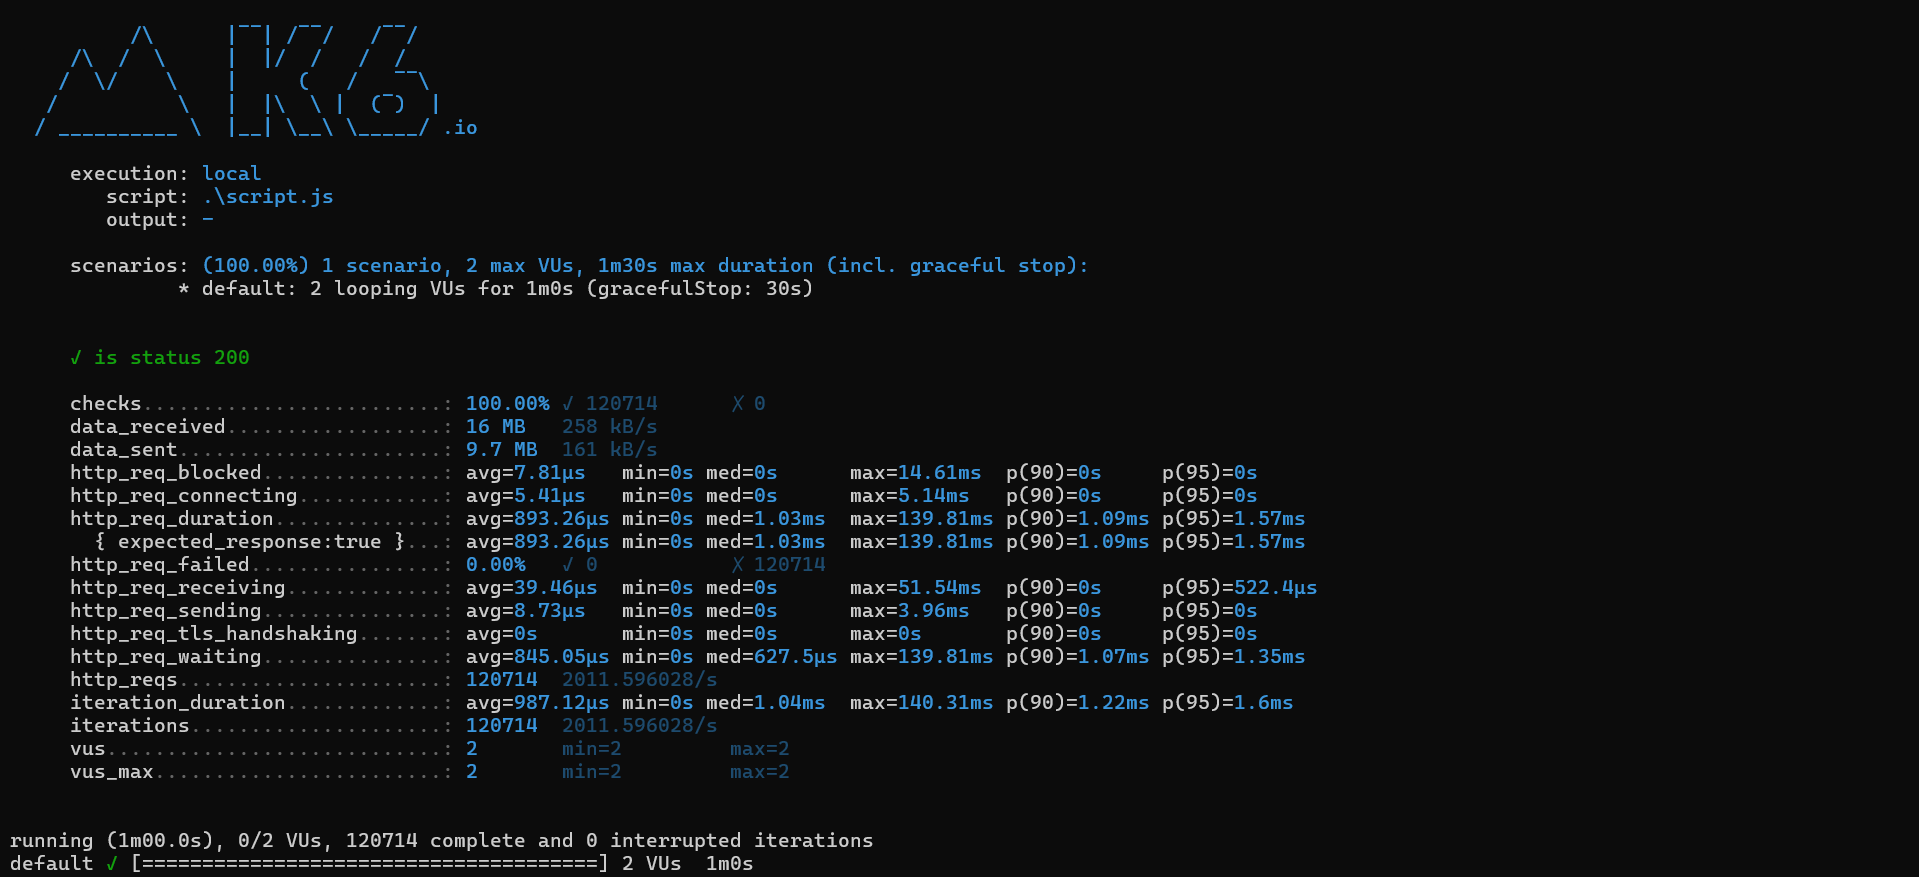 /\      |‾‾| /‾‾/   /‾‾/
     /\  /  \     |  |/  /   /  /
    /  \/    \    |     (   /   ‾‾\
   /          \   |  |\  \ |  (‾)  |
  / __________ \  |__| \__\ \_____/ .io
execution: local
script: .\script.js
output: -
scenarios: (100.00%) 1 scenario, 2 max VUs, 1m30s max duration (incl. graceful stop):
* default: 2 looping VUs for 1m0s (gracefulStop: 30s)
√ is status 200
checks.........................: 100.00% √ 120714      ╳ 0
data_received..................: 16 MB   258 kB/s
data_sent......................: 9.7 MB  161 kB/s
http_req_blocked...............: avg=7.81µs   min=0s med=0s      max=14.61ms  p(90)=0s     p(95)=0s
http_req_connecting............: avg=5.41µs   min=0s med=0s      max=5.14ms   p(90)=0s     p(95)=0s
http_req_duration..............: avg=893.26µs min=0s med=1.03ms  max=139.81ms p(90)=1.09ms p(95)=1.57ms
{ expected_response:true }...: avg=893.26µs min=0s med=1.03ms  max=139.81ms p(90)=1.09ms p(95)=1.57ms
http_req_failed................: 0.00%   √ 0           ╳ 120714
http_req_receiving.............: avg=39.46µs  min=0s med=0s      max=51.54ms  p(90)=0s     p(95)=522.4µs
http_req_sending...............: avg=8.73µs   min=0s med=0s      max=3.96ms   p(90)=0s     p(95)=0s
http_req_tls_handshaking.......: avg=0s       min=0s med=0s      max=0s       p(90)=0s     p(95)=0s
http_req_waiting...............: avg=845.05µs min=0s med=627.5µs max=139.81ms p(90)=1.07ms p(95)=1.35ms
http_reqs......................: 120714  2011.596028/s
iteration_duration.............: avg=987.12µs min=0s med=1.04ms  max=140.31ms p(90)=1.22ms p(95)=1.6ms
iterations.....................: 120714  2011.596028/s
vus............................: 2       min=2         max=2
vus_max........................: 2       min=2         max=2
running (1m00.0s), 0/2 VUs, 120714 complete and 0 interrupted iterations
default √ [======================================] 2 VUs  1m0s